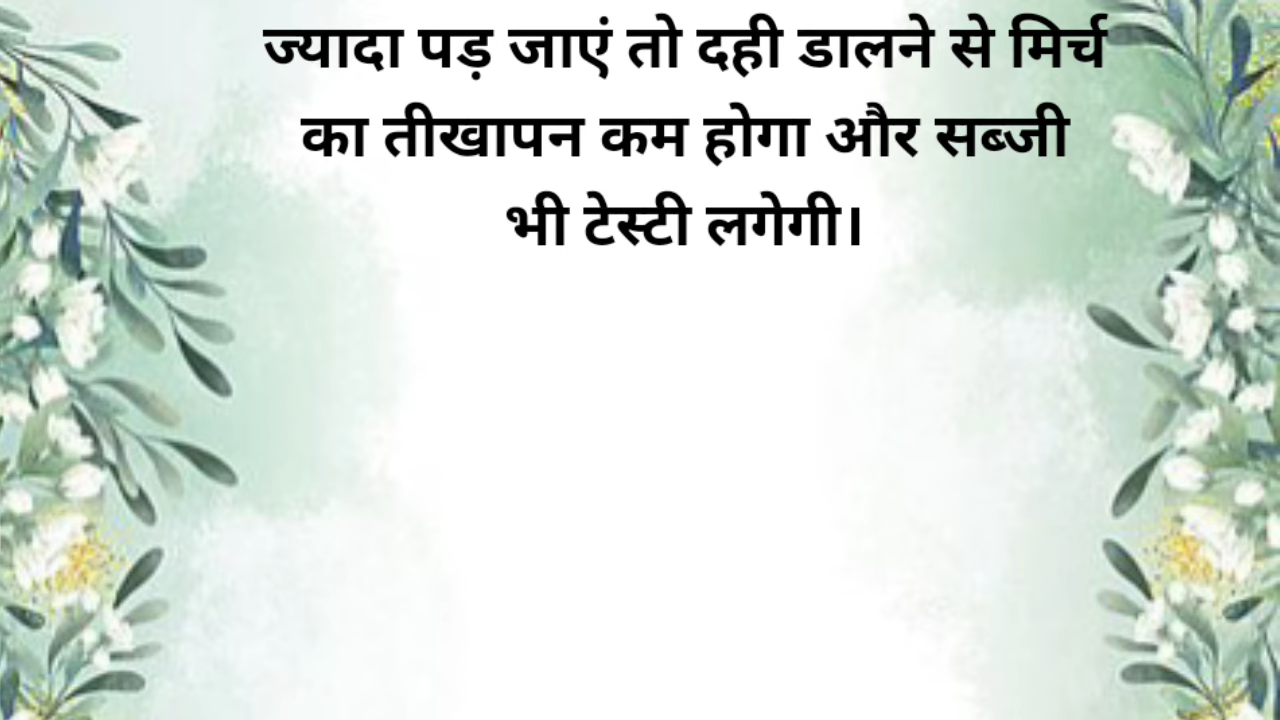 ज्यादा पड़ जाएं तो दही डालने से मिर्च
का तीखापन कम होगा और सब्जी
भी टेस्टी लगेगी।